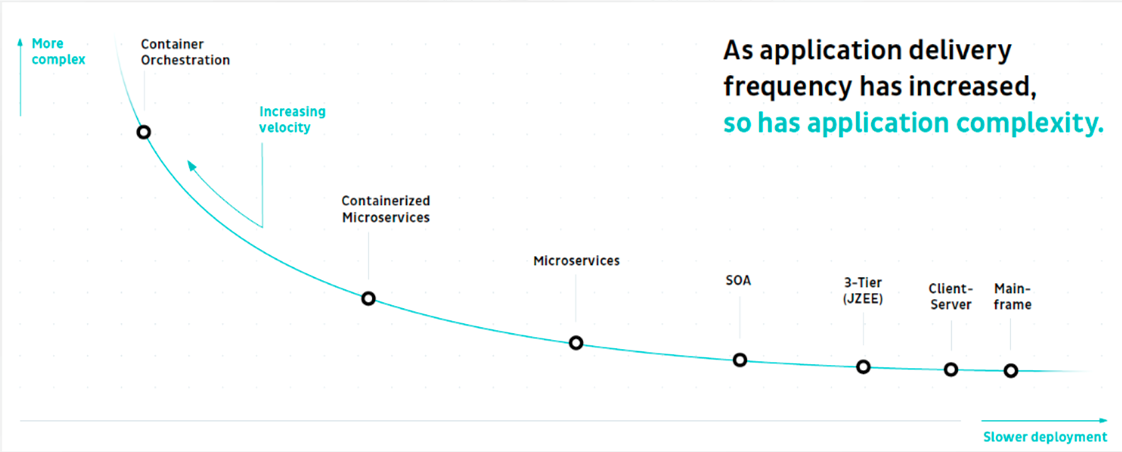 More
complex
Container
Orchestration
As application delivery
frequency has increased,
so has application complexity.
Increasing
velocity
Containerized
Microservices
Microservices
SOA
3-Tier
(JZEE)
Client-
Server
Main-
frame
Slower deployment